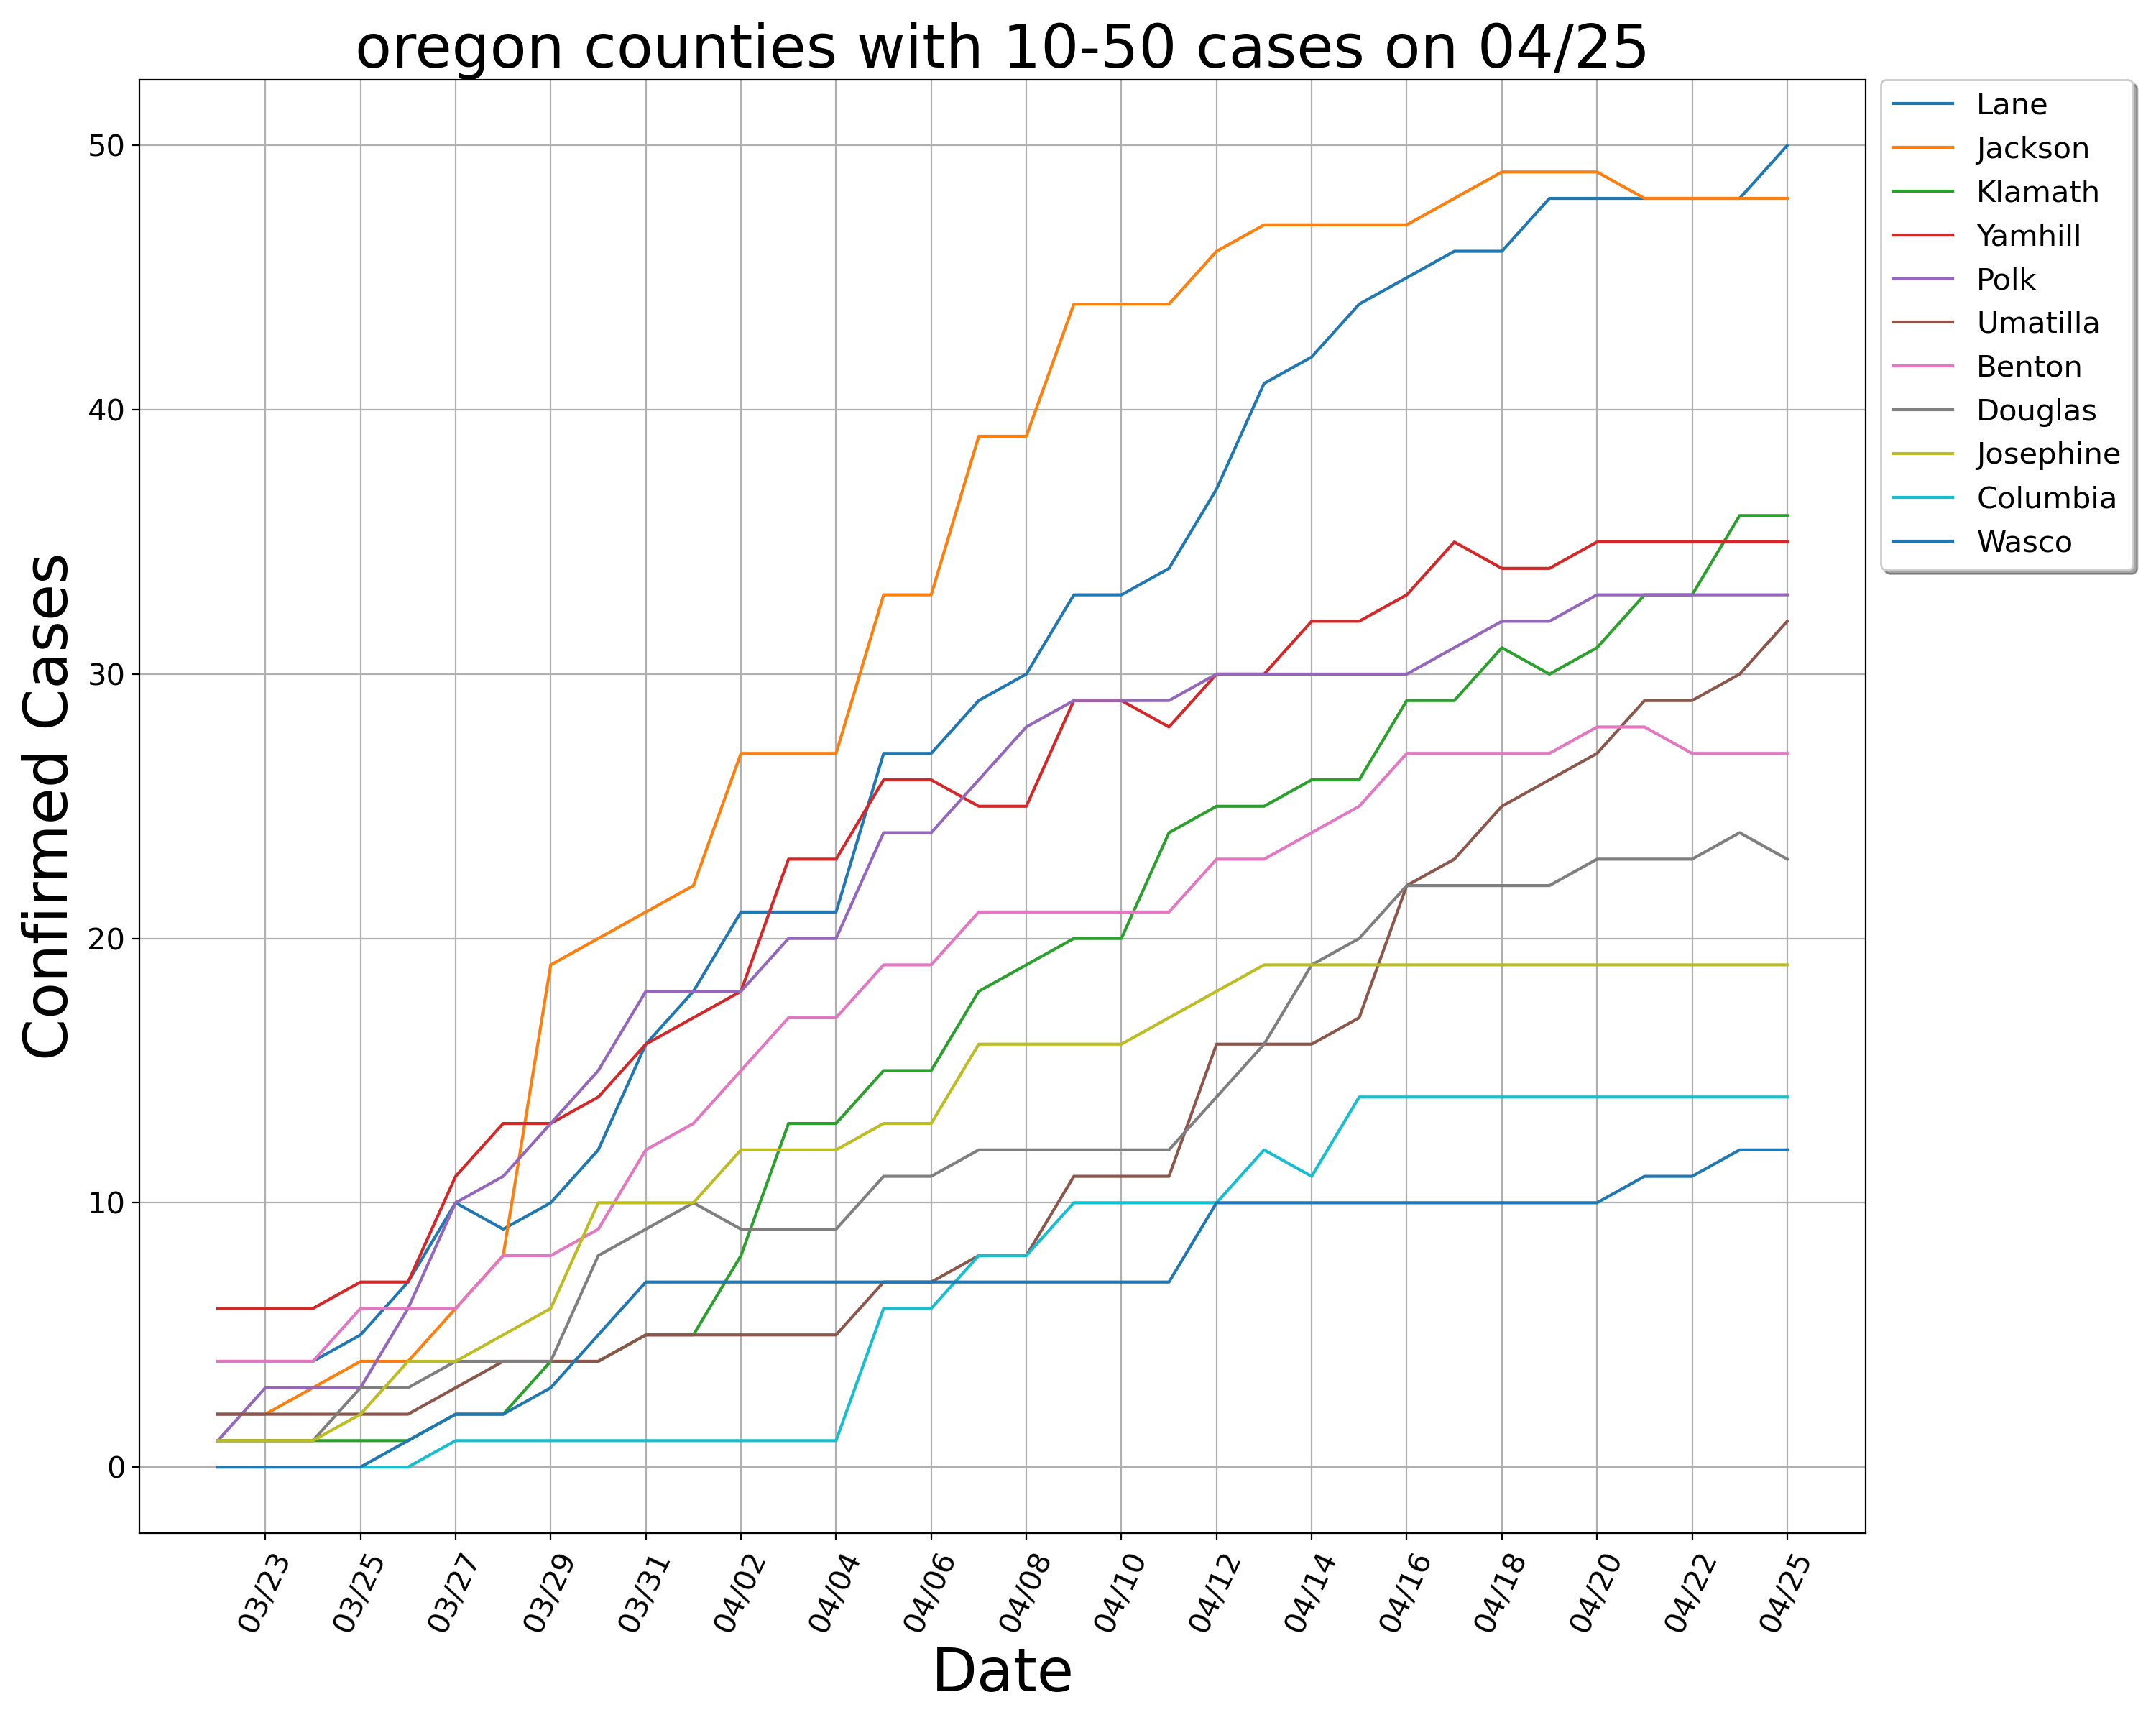 oregon counties with 10-50 cases on 04/25
Confirmed Cases
50
40
30
20
10
0
03/23
03/25
03/27
03/29
03/31
04/02
04/04
04/06
04/08
04/10
04/12
04/14
04/16
04/18
04/20
04/22
04/25
Date
Lane
Jackson
Klamath
Yamhill
Polk
Umatilla
Benton
Douglas
Josephine
Columbia
Wasco